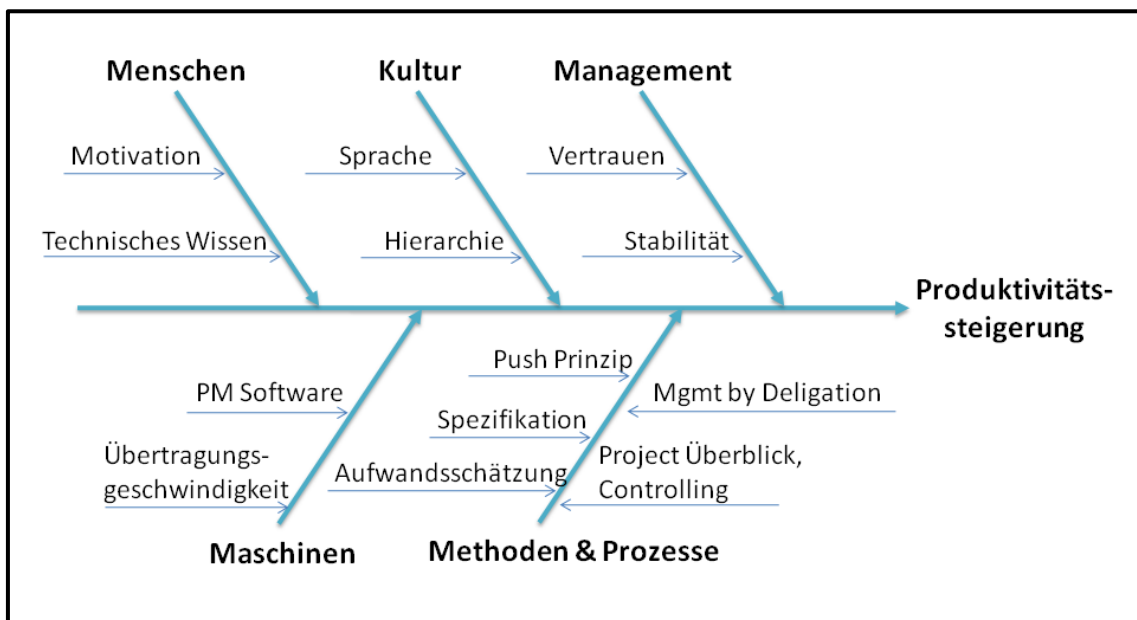 Menschen
Kultur
Management
Motivation
Sprache
Vertrauen
Technisches Wissen
Hierarchie
Stabilität
Produktivitäts-
steigerung
Push Prinzip
PM Software
Mgmt by Deligation
Spezifikation
Übertragungs-
geschwindigkeit
Aufwandsschätzung
Project Überblick,
Controlling
Maschinen
Methoden & Prozesse